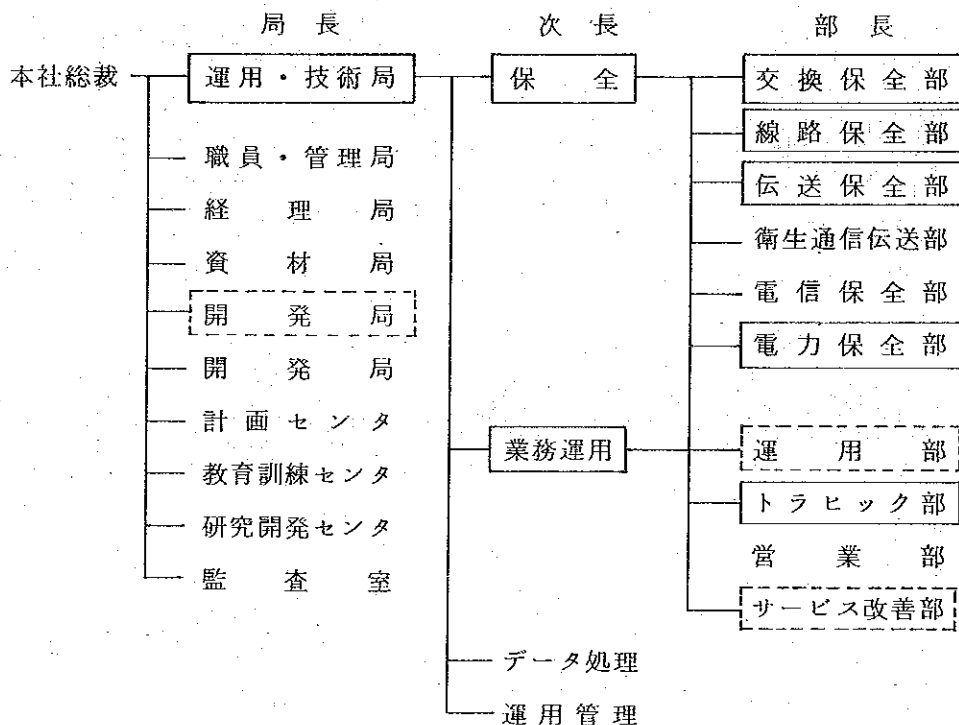 局長 次長 部長
本社総裁 運用・技術局 保全 交換保全部
線路保全部
職員・管理局
伝送保全部
経理局
衛生通信伝送部
資材局
電信保全部
開発局
電力保全部
開発局
計画センタ
業務運用 運用部
教育訓練センタ
トラヒック部
研究開発センタ
営業部
監査室
サービス改善部
データ処理
運用管理